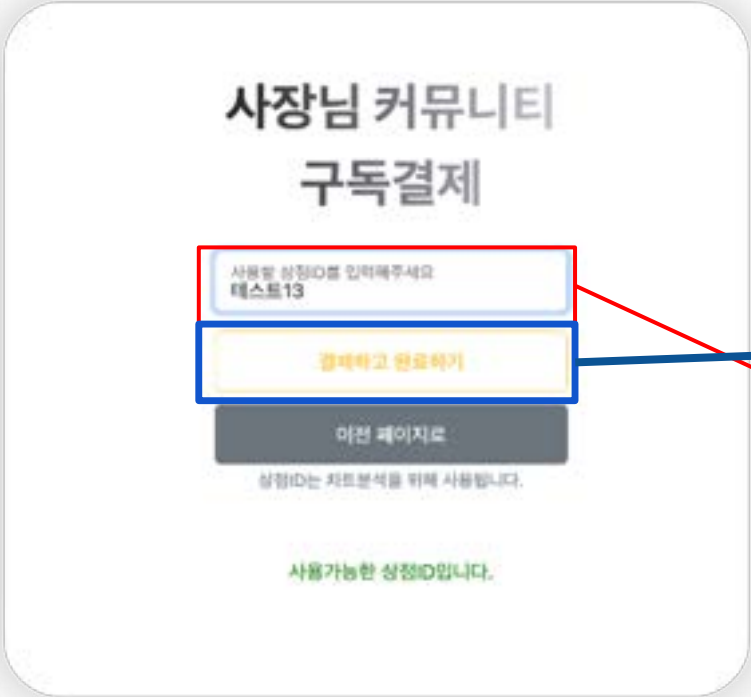 사장님 커뮤니티
구독결제
사용할 상점ID를 입력해주세요
테스트13
결제하고 완료하기
이전 페이지로
상점ID는 차트분석을 위해 사용됩니다.
사용가능한 상점ID입니다.